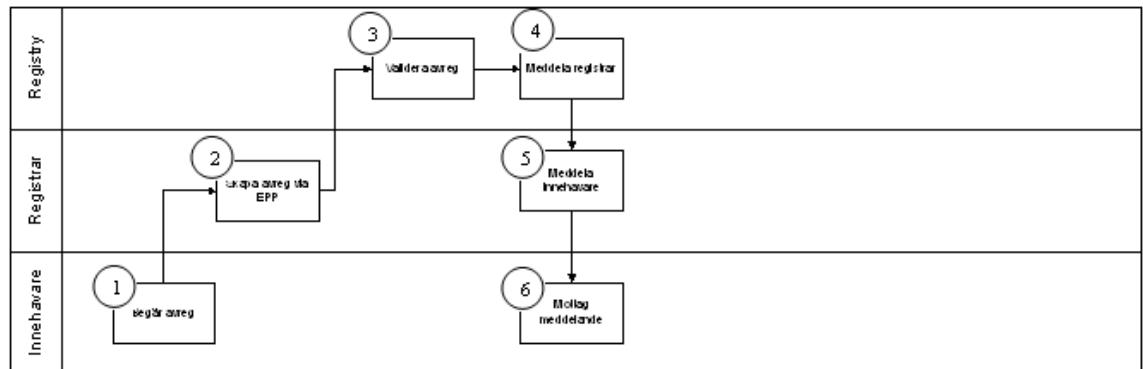 Registry
3
Validera avreg
4
Meddela registrar
Registrar
2
Skapa avreg via
EPP
5
Meddela
innehavare
Innehavare
1
Begär avreg
6
Mottag
meddelande